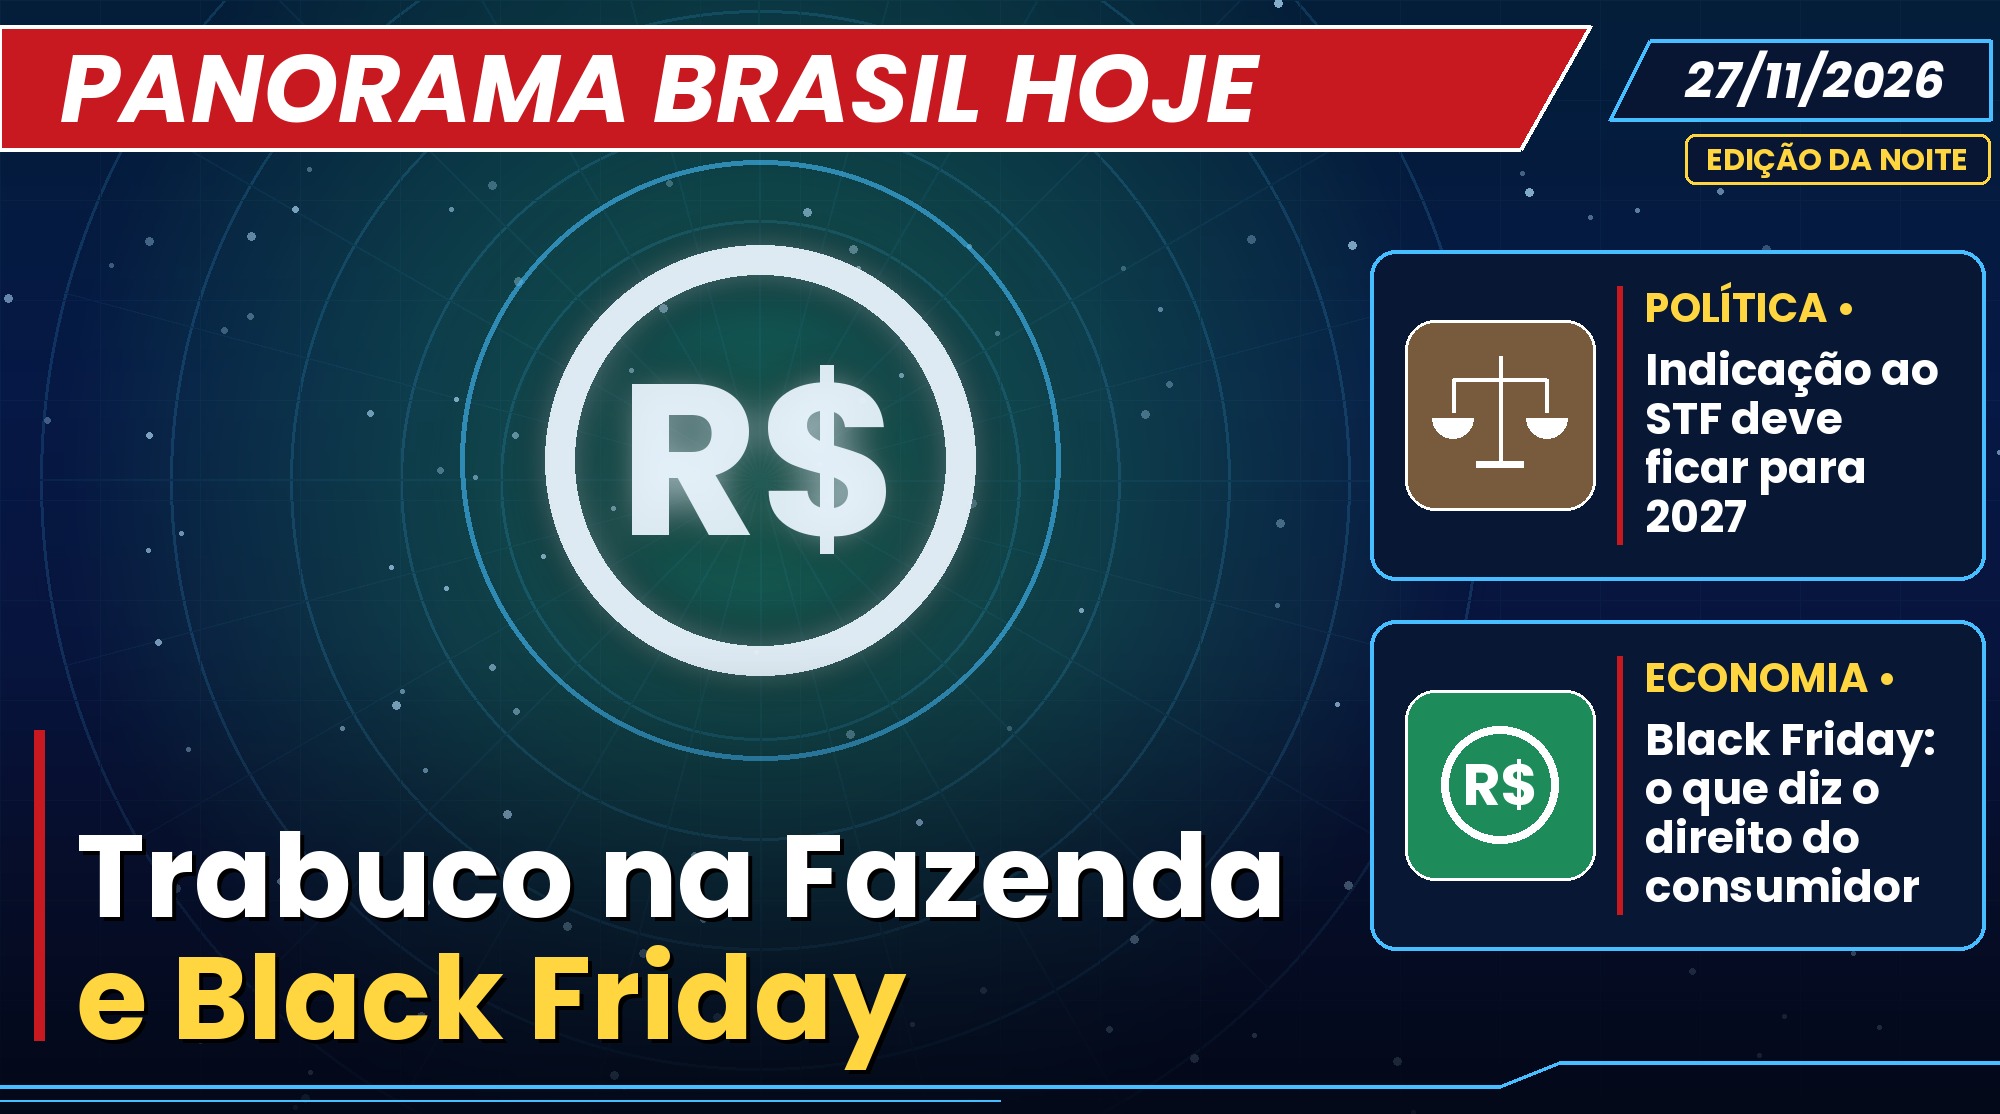 PANORAMA BRASIL HOJE
27/11/2026
EDIÇÃO DA NOITE
R$
POLÍTICA •
Indicação ao
STF deve
ficar para
2027
ECONOMIA •
R$
Black Friday:
o que diz o
direito do
consumidor
Trabuco na Fazenda
e Black Friday